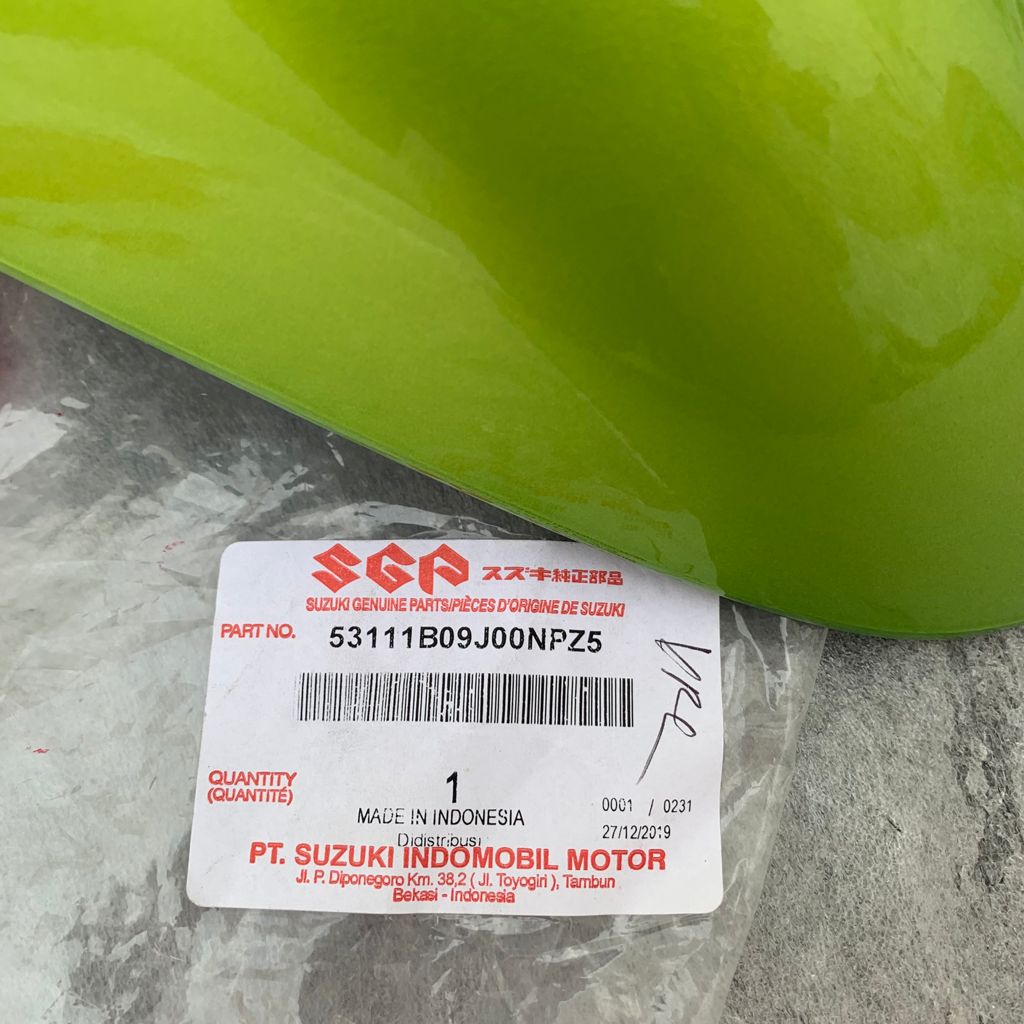 SGP スズキ純正部品
SUZUKI GENUINE PARTS/PIÈCES D'ORIGINE DE SUZUKI
PART NO. 53111B09J00NPZ5
QUANTITY 1
(QUANTITÉ)
MADE IN INDONESIA 0001 / 0231
Didistribusi 27/12/2019
PT. SUZUKI INDOMOBIL MOTOR
Jl. P. Diponegoro Km. 38,2 ( Jl. Toyogiri ), Tambun
Bekasi - Indonesia